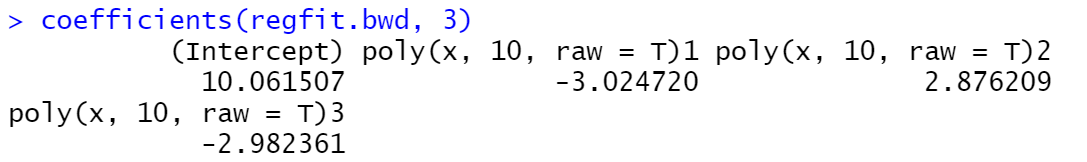 > coefficients(regfit.bwd, 3)
(Intercept) poly(x, 10, raw = T)1 poly(x, 10, raw = T)2
10.061507 -3.024720 2.876209
poly(x, 10, raw = T)3
-2.982361